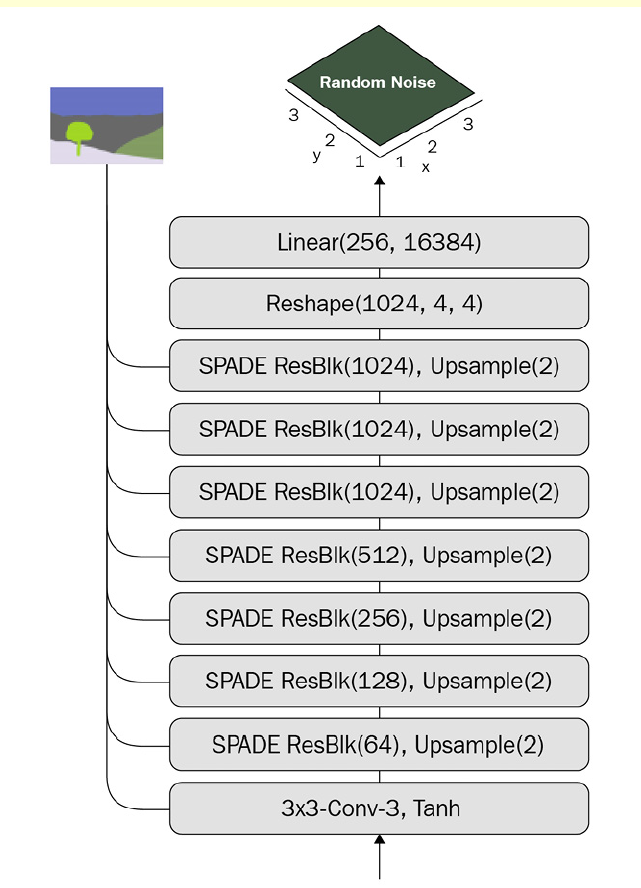 Random Noise
3
3
2
2
y
x
1
1
Linear(256, 16384)
Reshape(1024, 4, 4)
SPADE ResBlk(1024), Upsample(2)
SPADE ResBlk(1024), Upsample(2)
SPADE ResBlk(1024), Upsample(2)
SPADE ResBlk(512), Upsample(2)
SPADE ResBlk(256), Upsample(2)
SPADE ResBlk(128), Upsample(2)
SPADE ResBlk(64), Upsample(2)
3x3-Conv-3, Tanh